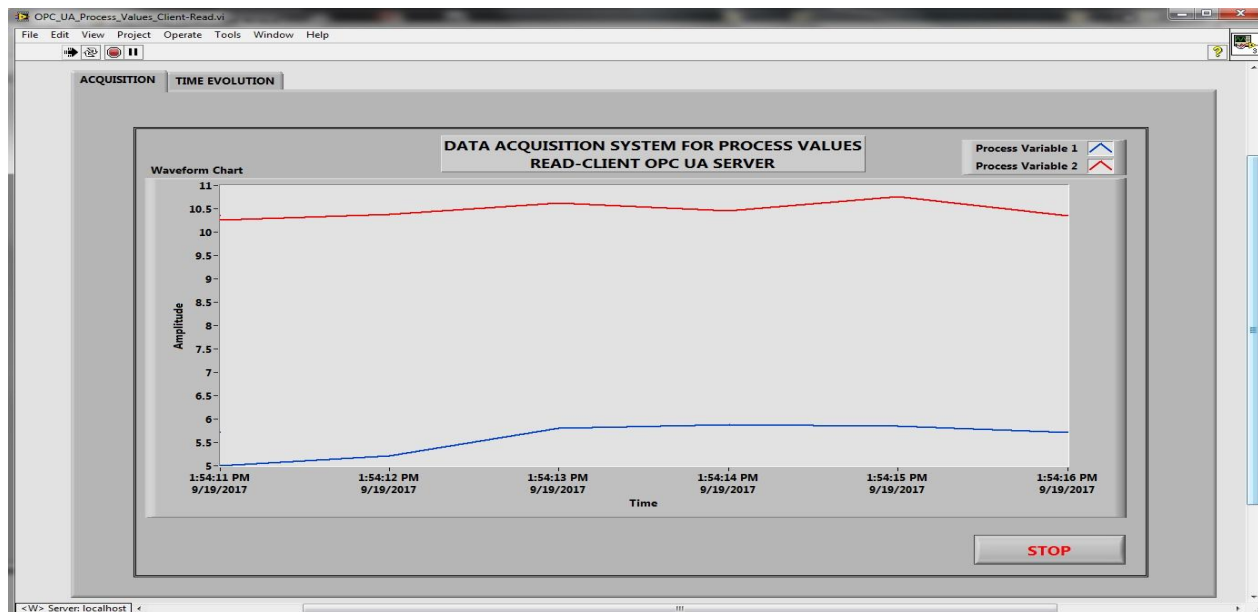 OPC_UA_Process_Values_Client-Read.vi
File Edit View Project Operate Tools Window Help
?
3
ACQUISITION TIME EVOLUTION
DATA ACQUISITION SYSTEM FOR PROCESS VALUES
READ-CLIENT OPC UA SERVER
Process Variable 1
Process Variable 2
Waveform Chart
11
10.5
10
9.5
9
8.5
8
7.5
7
6.5
6
5.5
5
Amplitude
1:54:11 PM 1:54:12 PM 1:54:13 PM 1:54:14 PM 1:54:15 PM 1:54:16 PM
9/19/2017 9/19/2017 9/19/2017 9/19/2017 9/19/2017 9/19/2017
Time
STOP
<W> Server: localhost